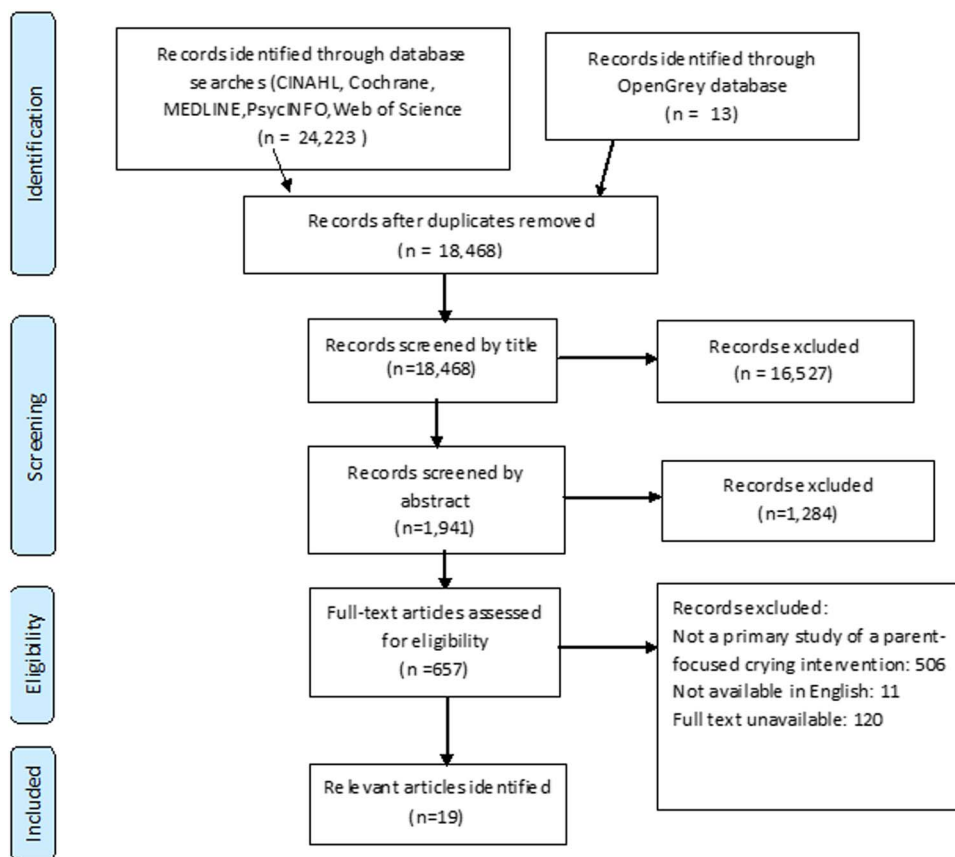 Identification
Records identified through database
searches (CINAHL, Cochrane,
MEDLINE,PsycINFO,Web of Science
(n = 24,223 )
Records identified through
OpenGrey database
(n = 13)
Records after duplicates removed
(n = 18,468)
Screening
Records screened by title
(n=18,468)
Records excluded
(n = 16,527)
Records screened by
abstract
(n=1,941)
Records excluded
(n=1,284)
Eligibility
Full-text articles assessed
for eligibility
(n =657)
Records excluded:
Not a primary study of a parent-
focused crying intervention: 506
Not available in English: 11
Full text unavailable: 120
Included
Relevant articles identified
(n=19)